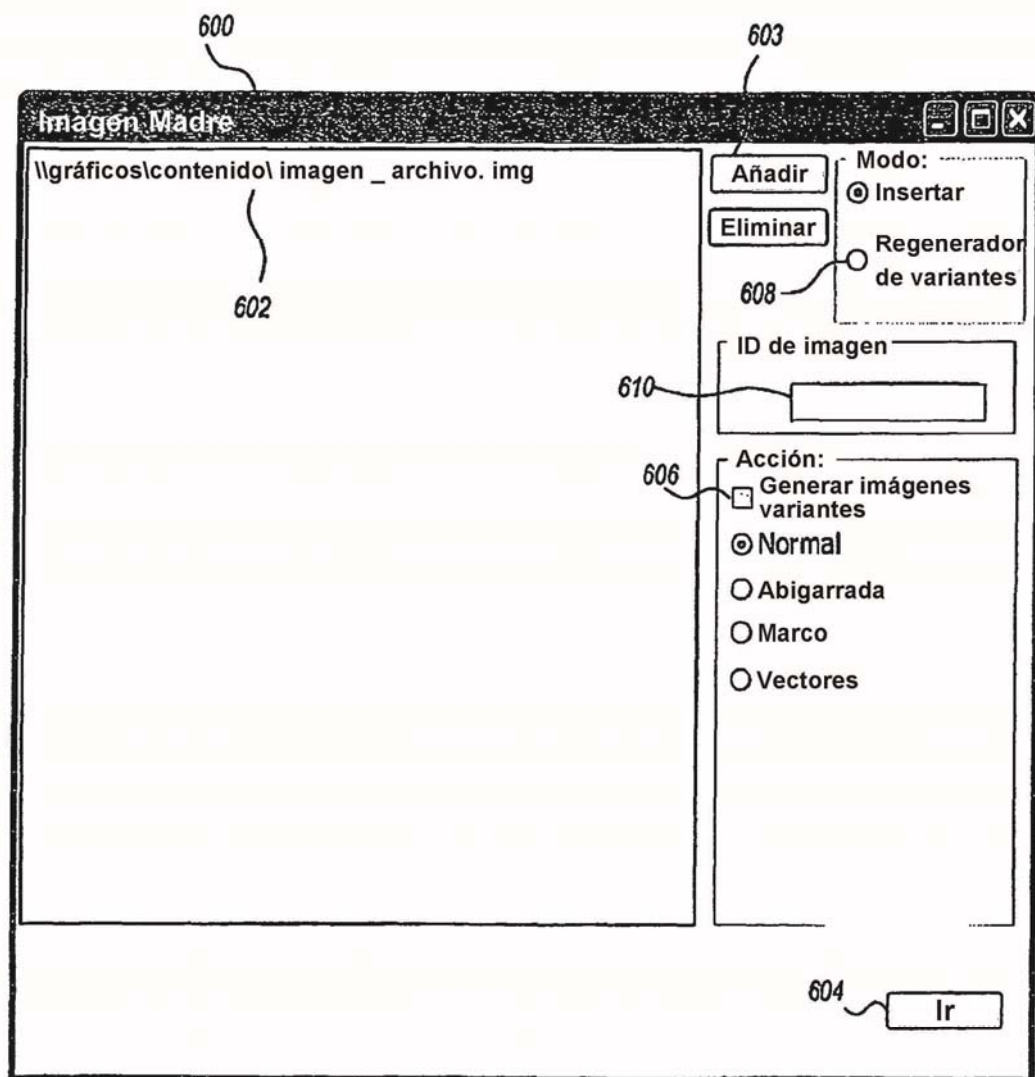 600
603
Imagen Madre
\\gráficos\contenido\ imagen _ archivo. img
602
Añadir
Eliminar
Modo:
Insertar
Regenerador
de variantes
608
ID de imagen
610
Acción:
606
Generar imágenes
variantes
Normal
Abigarrada
Marco
Vectores
604
Ir